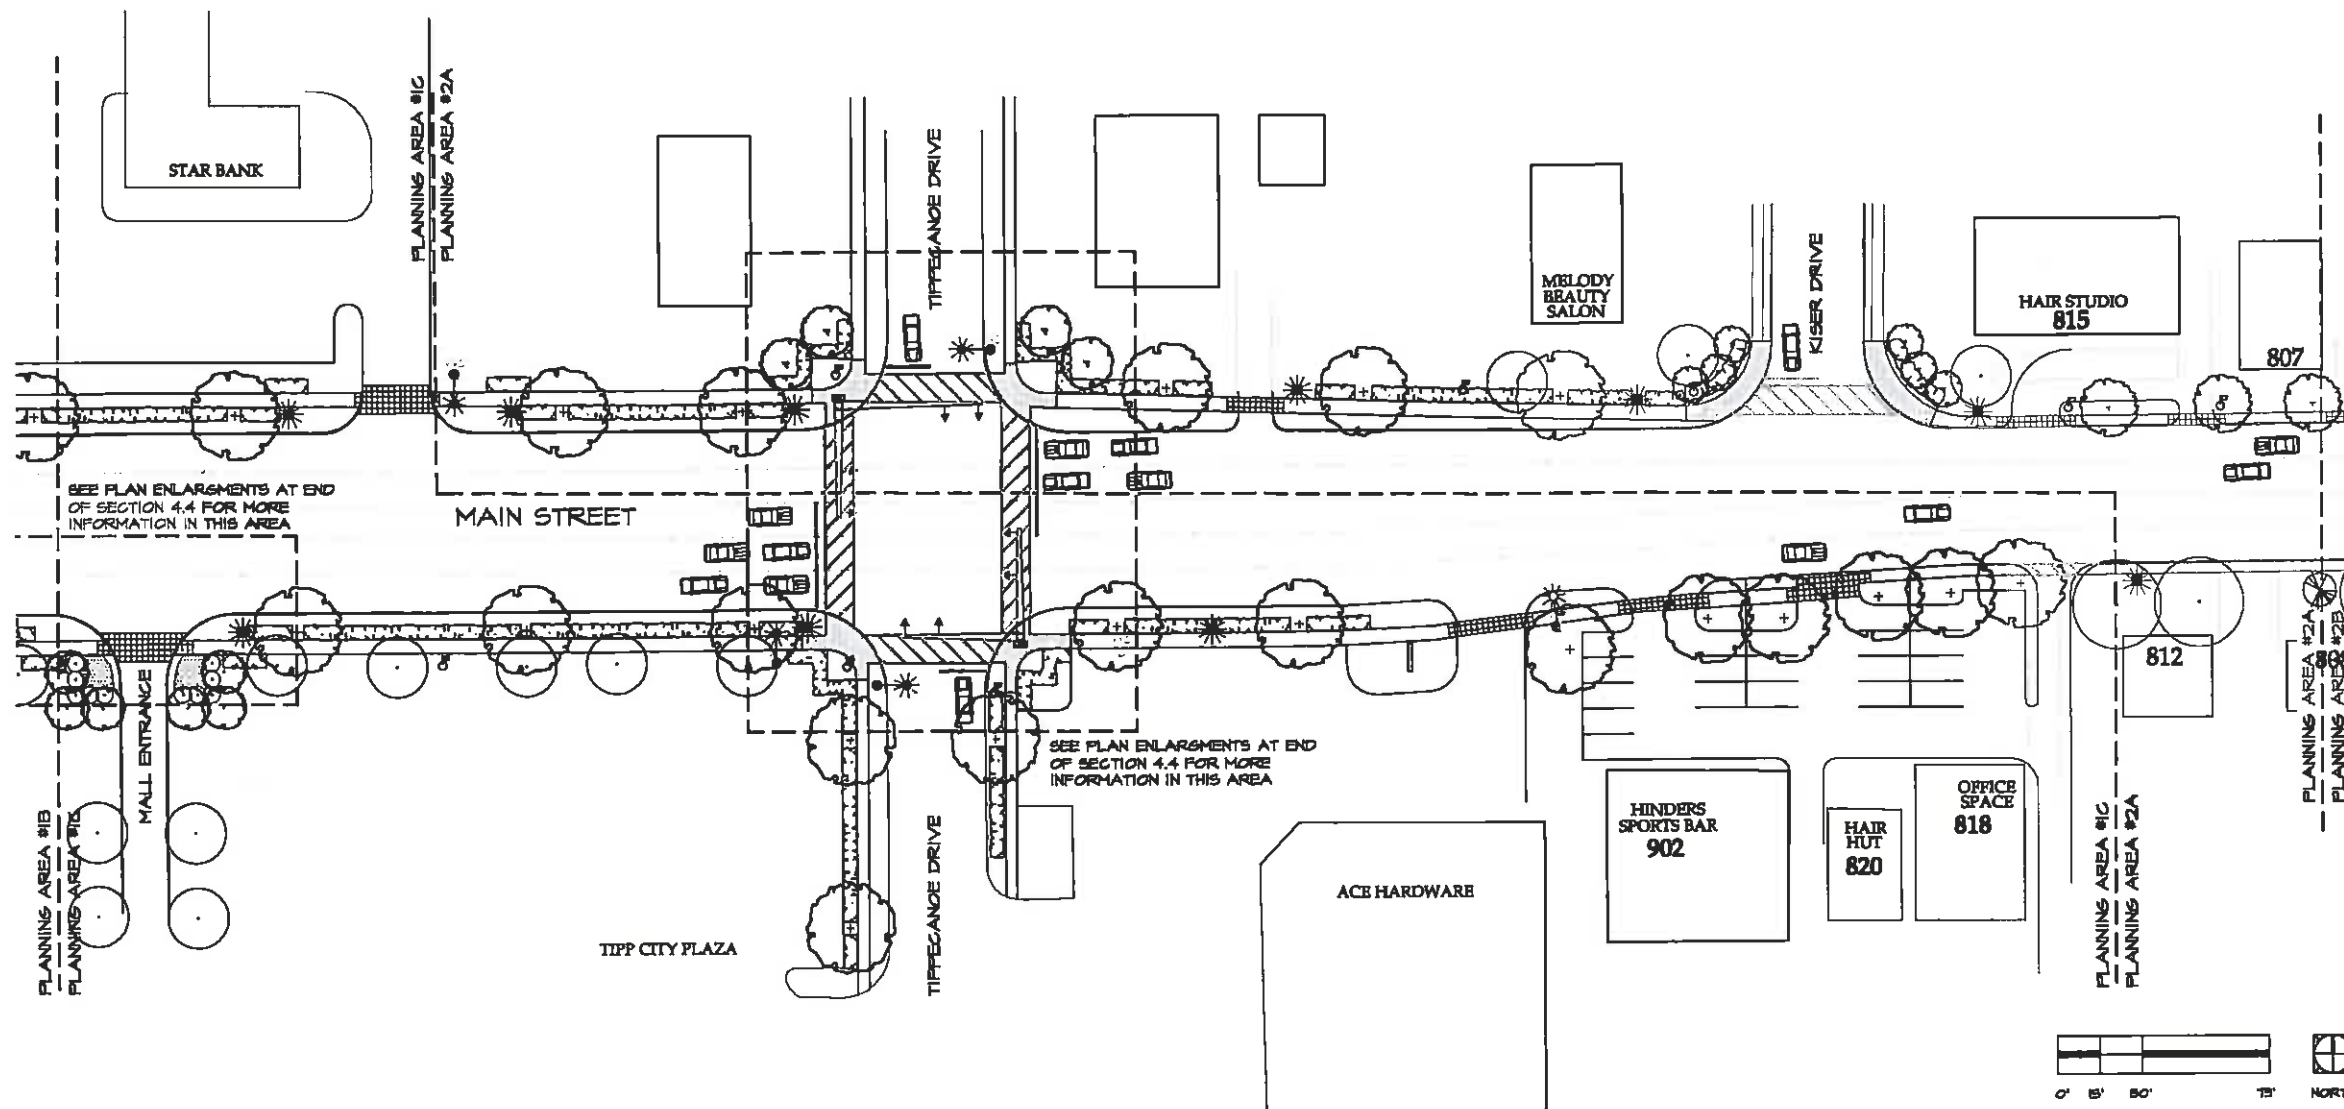 STAR BANK
PLANNING AREA #1C
PLANNING AREA #2A
TIPPECANOE DRIVE
MELODY
BEAUTY
SALON
KISER DRIVE
HAIR STUDIO
815
807
SEE PLAN ENLARGMENTS AT END
OF SECTION 4.4 FOR MORE
INFORMATION IN THIS AREA
MAIN STREET
MALL ENTRANCE
PLANNING AREA #1B
PLANNING AREA #1C
SEE PLAN ENLARGMENTS AT END
OF SECTION 4.4 FOR MORE
INFORMATION IN THIS AREA
TIPP CITY PLAZA
TIPPECANOE DRIVE
ACE HARDWARE
HINDERS
SPORTS BAR
902
HAIR
HUT
820
OFFICE
SPACE
818
812
PLANNING AREA #1C
PLANNING AREA #2A
PLANNING AREA #2A
PLANNING AREA #2B
0'